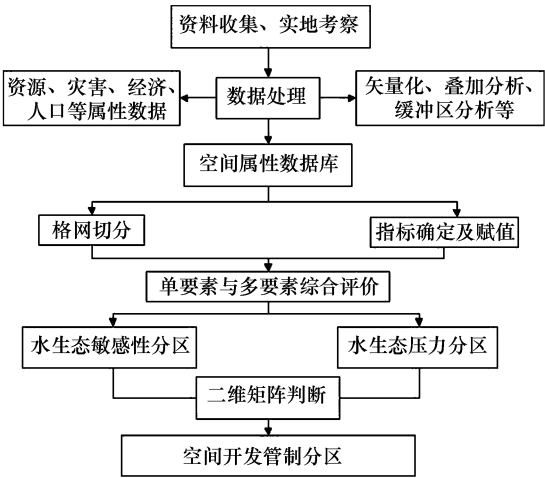 资料收集、实地考察
资源、灾害、经济、
人口等属性数据
数据处理
矢量化、叠加分析、
缓冲区分析等
空间属性数据库
格网切分
指标确定及赋值
单要素与多要素综合评价
水生态敏感性分区
水生态压力分区
二维矩阵判断
空间开发管制分区